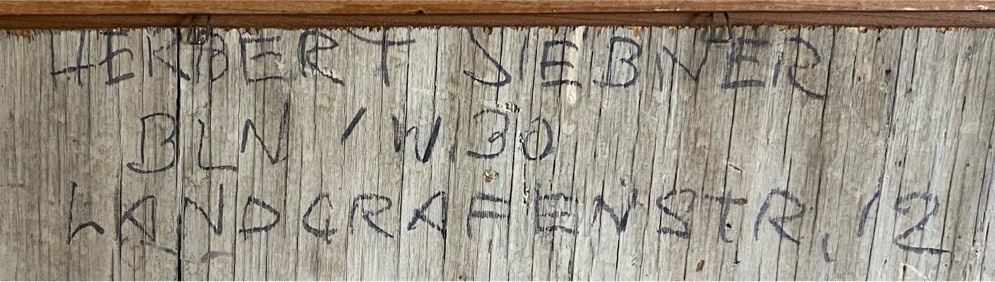 HERBERT SIEBNER
BLN / W.30
LANDGRAFENSTR. 12